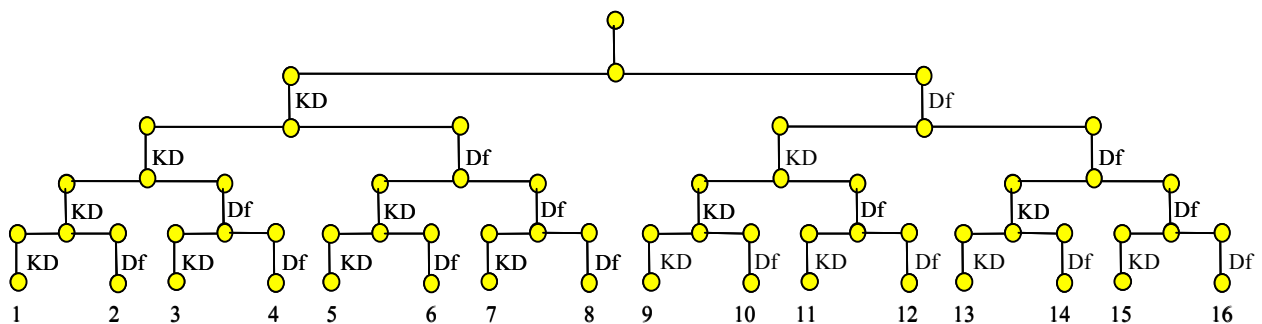 KD Df
KD Df KD Df
KD Df KD Df KD Df KD Df
KD Df KD Df KD Df KD Df KD Df KD Df KD Df KD Df
1 2 3 4 5 6 7 8 9 10 11 12 13 14 15 16